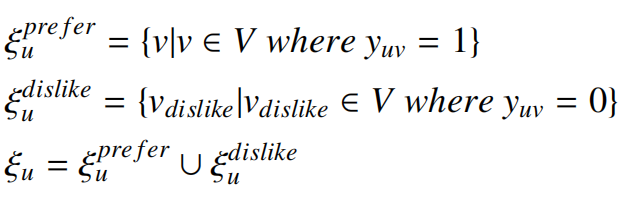 ξ_u^{prefer} = {v|v ∈ V where y_{uv} = 1}
ξ_u^{dislike} = {v_{dislike}|v_{dislike} ∈ V where y_{uv} = 0}
ξ_u = ξ_u^{prefer} ∪ ξ_u^{dislike}